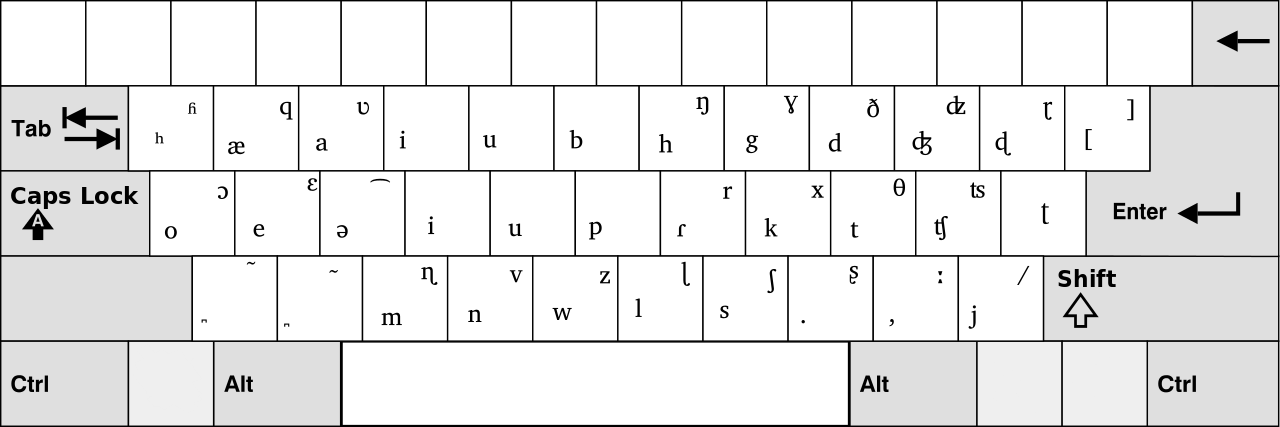 Tab ʰ ʱ æ q a ʋ i u b h ŋ g ɣ d ð ʤ ʣ ɖ ɽ [ ]
Caps Lock A o ɔ e ɛ ə ͡ i u p ɾ r k x t θ ʧ ʦ ʈ Enter
̪ ˜ ̪ ˜ m ɳ n v w z l ɭ s ʃ . ʂ , ː j / Shift
Ctrl Alt Alt Ctrl